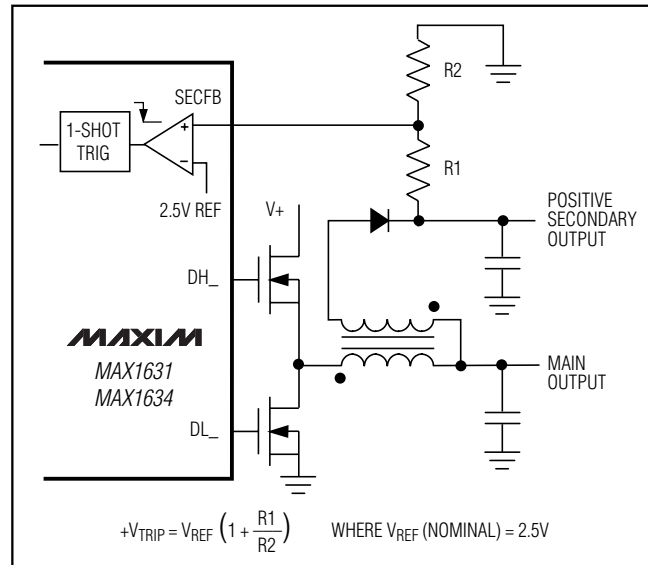 R2
SECFB
+
1-SHOT
TRIG
R1
–
2.5V REF
V+
POSITIVE
SECONDARY
OUTPUT
DH_
MAXIM
MAX1631
MAX1634
MAIN
OUTPUT
DL_
+VTRIP = VREF (1 + R1/R2) WHERE VREF (NOMINAL) = 2.5V